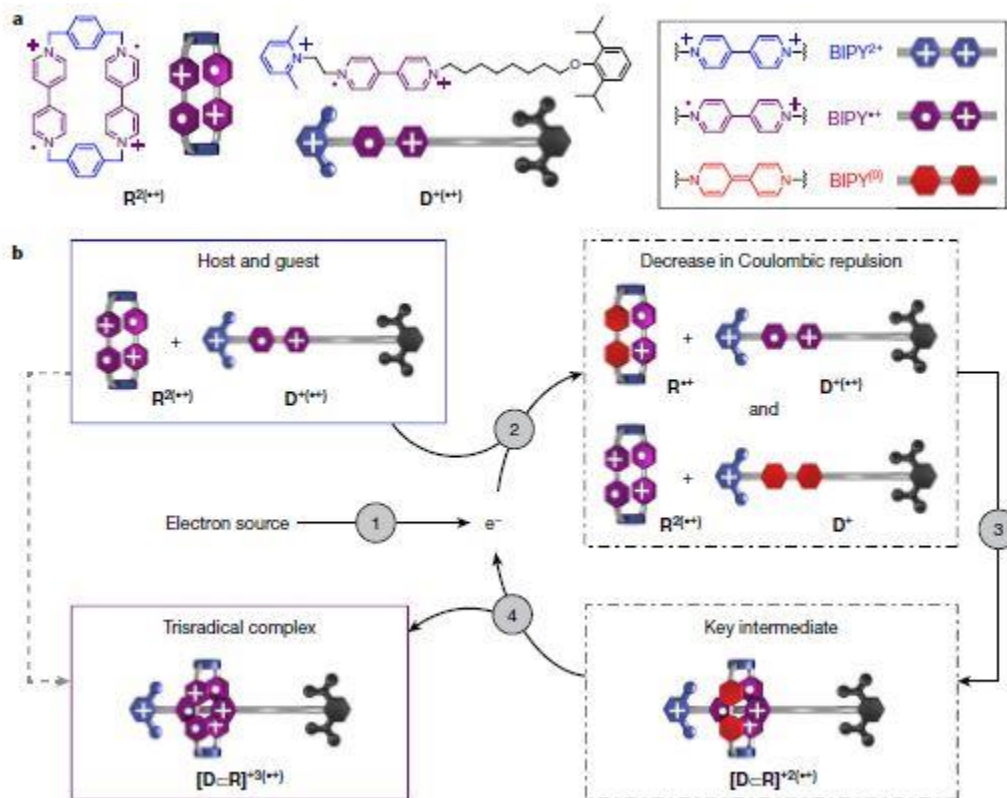 a
R²⁽•⁺⁾
D⁺⁽•⁺⁾
BIPY²⁺
BIPY•⁺
BIPY⁽⁰⁾
b
Host and guest
R²⁽•⁺⁾
+
D⁺⁽•⁺⁾
Decrease in Coulombic repulsion
R•⁺
+
D⁺⁽•⁺⁾
and
R²⁽•⁺⁾
+
D⁺
2
Electron source
1
e⁻
3
4
Trisradical complex
[D⊂R]⁺³⁽•⁺⁾
Key intermediate
[D⊂R]⁺²⁽•⁺⁾